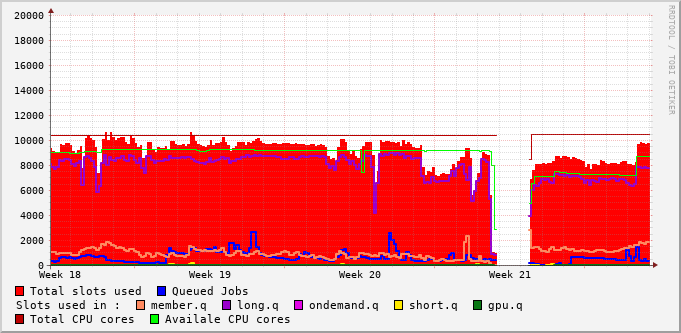 20000
18000
16000
14000
12000
10000
8000
6000
4000
2000
0
Week 18 Week 19 Week 20 Week 21
Total slots used Queued Jobs
Slots used in : member.q long.q ondemand.q short.q gpu.q
Total CPU cores Availale CPU cores
RRDTOOL / TOBI OETIKER